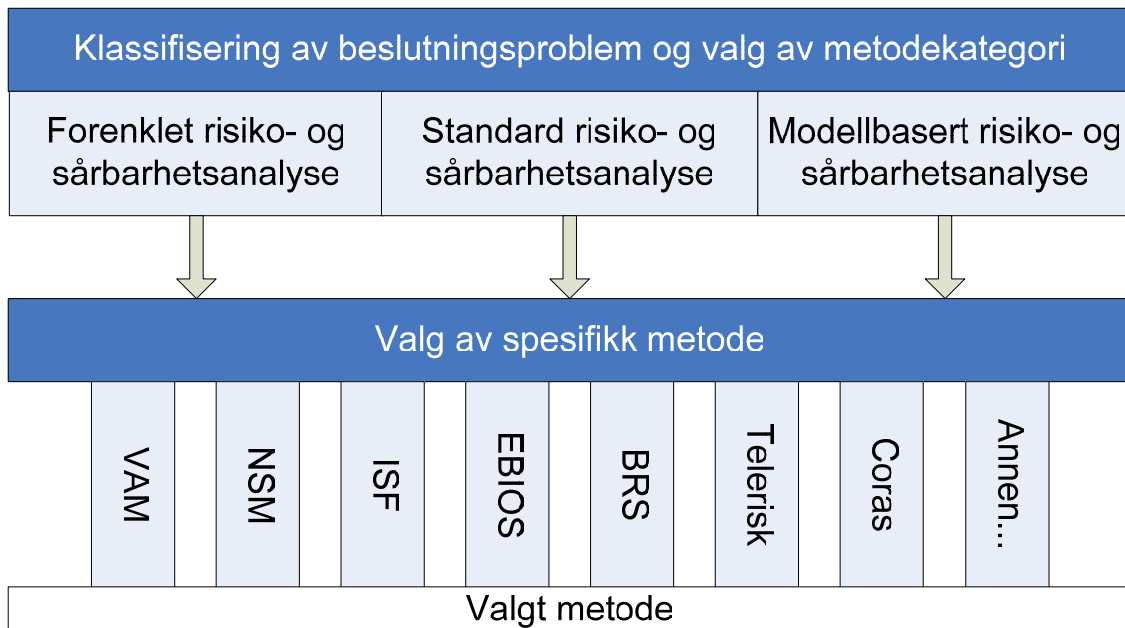 Klassifisering av beslutningsproblem og valg av metodekategori
Forenklet risiko- og
sårbarhetsanalyse
Standard risiko- og
sårbarhetsanalyse
Modellbasert risiko- og
sårbarhetsanalyse
Valg av spesifikk metode
VAM
NSM
ISF
EBIOS
BRS
Telerisk
Coras
Annen...
Valgt metode